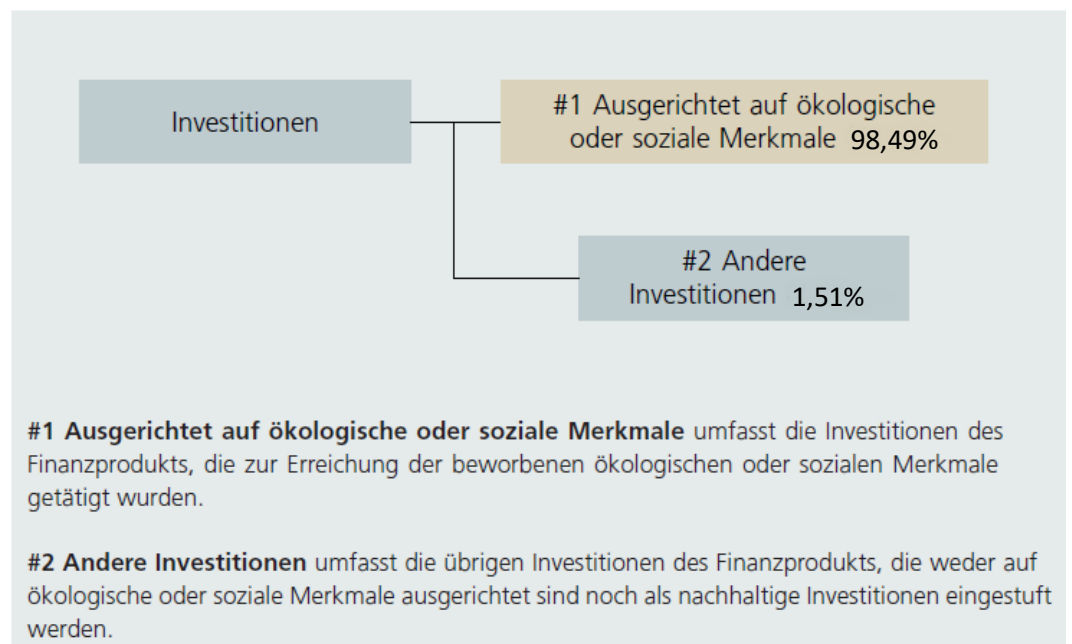 Investitionen
#1 Ausgerichtet auf ökologische
oder soziale Merkmale 98,49%
#2 Andere
Investitionen 1,51%
#1 Ausgerichtet auf ökologische oder soziale Merkmale umfasst die Investitionen des
Finanzprodukts, die zur Erreichung der beworbenen ökologischen oder sozialen Merkmale
getätigt wurden.
#2 Andere Investitionen umfasst die übrigen Investitionen des Finanzprodukts, die weder auf
ökologische oder soziale Merkmale ausgerichtet sind noch als nachhaltige Investitionen eingestuft
werden.